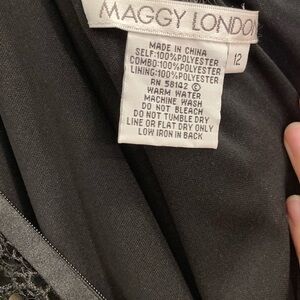 MAGGY LONDON
12
MADE IN CHINA
SELF:100%POLYESTER
COMBO:100%POLYESTER
LINING:100%POLYESTER
RN 58142 ©
WARM WATER
MACHINE WASH
DO NOT BLEACH
DO NOT TUMBLE DRY
LINE OR FLAT DRY ONLY
LOW IRON IN BACK